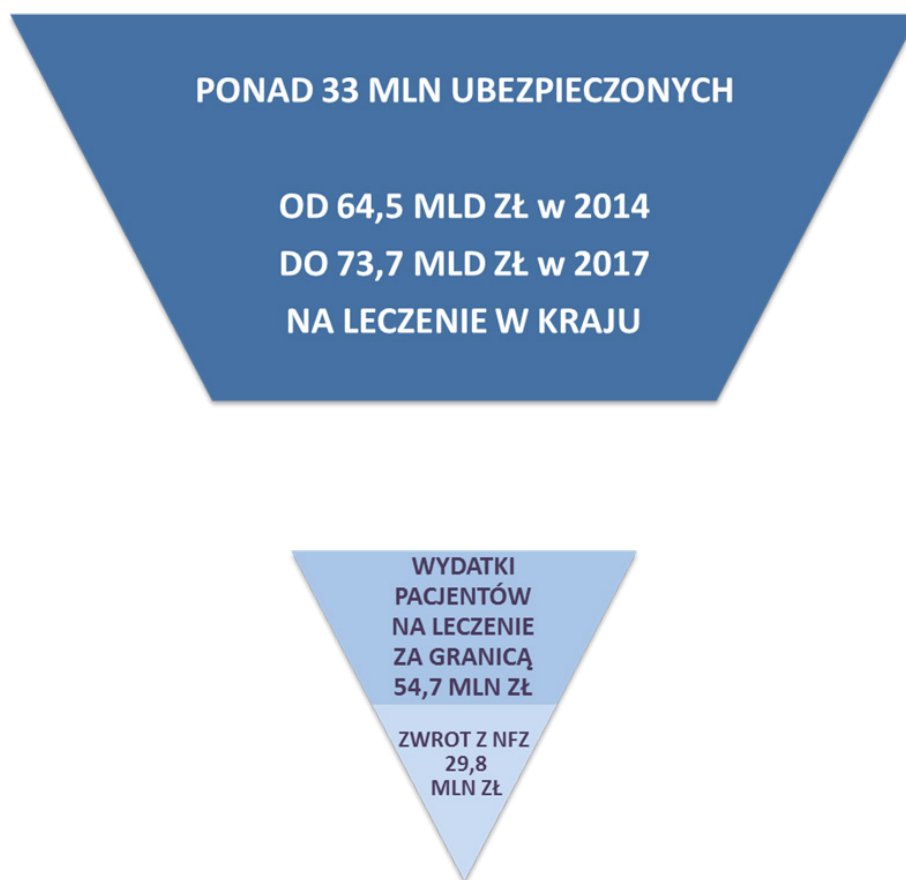 PONAD 33 MLN UBEZPIECZONYCH
OD 64,5 MLD ZŁ w 2014
DO 73,7 MLD ZŁ w 2017
NA LECZENIE W KRAJU
WYDATKI
PACJENTÓW
NA LECZENIE
ZA GRANICĄ
54,7 MLN ZŁ
ZWROT Z NFZ
29,8
MLN ZŁ